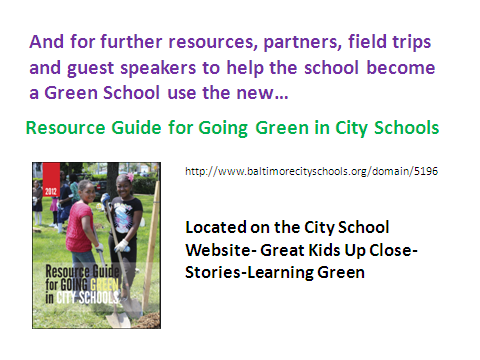 And for further resources, partners, field trips
and guest speakers to help the school become
a Green School use the new…
Resource Guide for Going Green in City Schools
http://www.baltimorecityschools.org/domain/5196
2012
Resource Guide
for GOING GREEN
in CITY SCHOOLS
Located on the City School
Website- Great Kids Up Close-
Stories-Learning Green